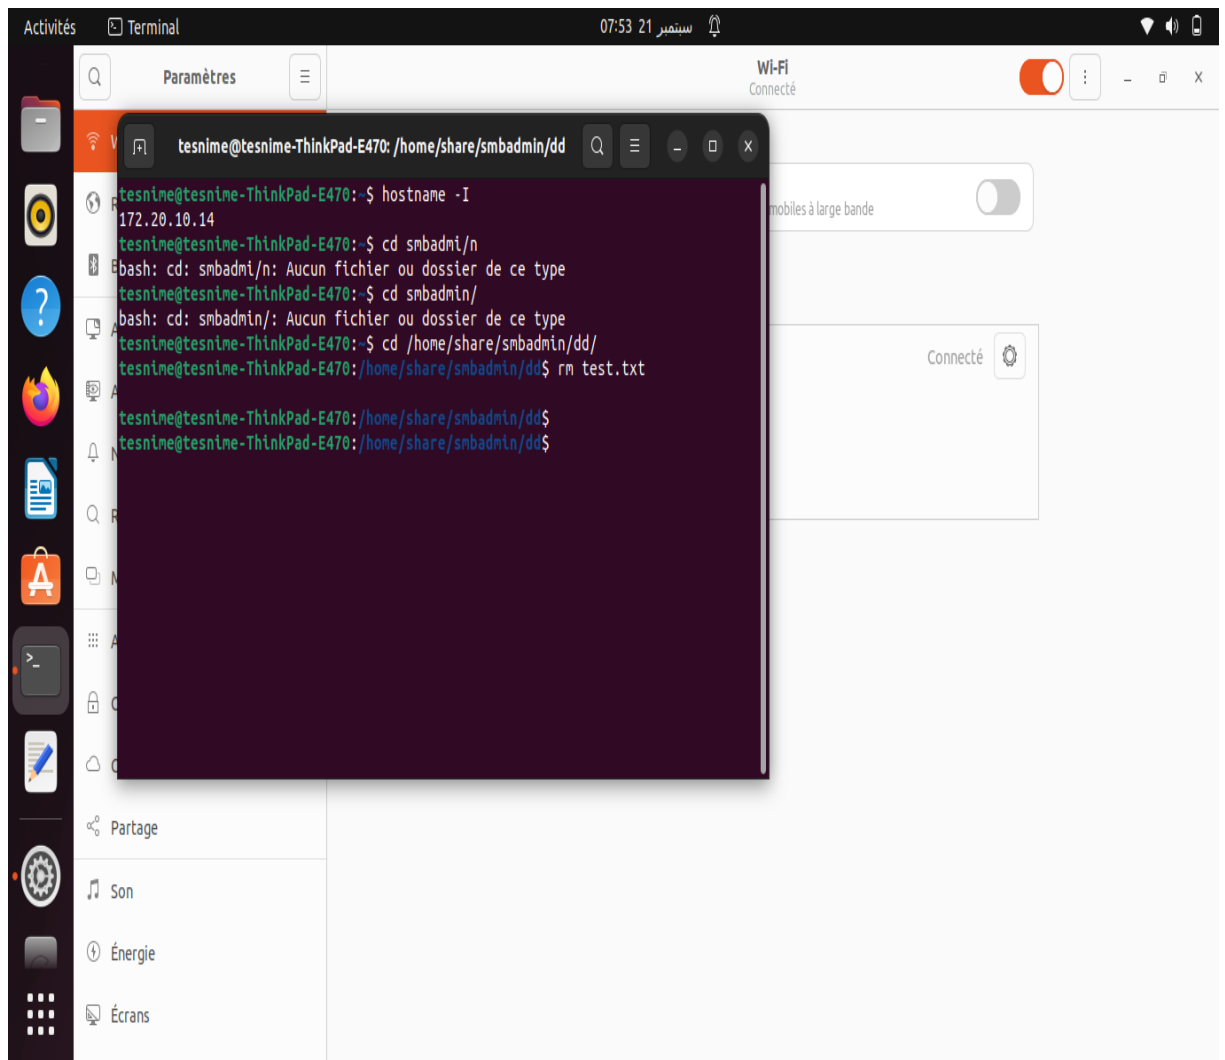 Activités
Terminal
07:53 21 سبتمبر
Paramètres
Wi-Fi
Connecté
tesnime@tesnime-ThinkPad-E470: /home/share/smbadmin/dd
tesnime@tesnime-ThinkPad-E470:~$ hostname -I
172.20.10.14
tesnime@tesnime-ThinkPad-E470:~$ cd smbadmi/n
bash: cd: smbadmi/n: Aucun fichier ou dossier de ce type
tesnime@tesnime-ThinkPad-E470:~$ cd smbadmin/
bash: cd: smbadmin/: Aucun fichier ou dossier de ce type
tesnime@tesnime-ThinkPad-E470:~$ cd /home/share/smbadmin/dd/
tesnime@tesnime-ThinkPad-E470:/home/share/smbadmin/dd$ rm test.txt
tesnime@tesnime-ThinkPad-E470:/home/share/smbadmin/dd$
tesnime@tesnime-ThinkPad-E470:/home/share/smbadmin/dd$
mobiles à large bande
Connecté
Partage
Son
Énergie
Écrans